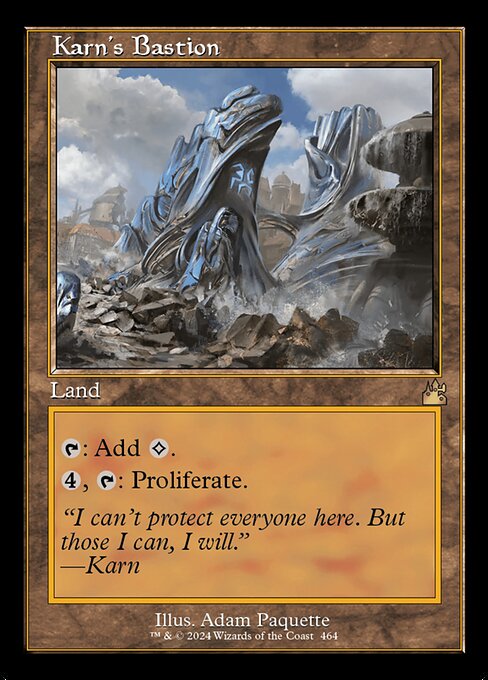 Karn's Bastion
Land
: Add .
4, : Proliferate.
“I can't protect everyone here. But
those I can, I will.”
—Karn
Illus. Adam Paquette
™ & © 2024 Wizards of the Coast 464